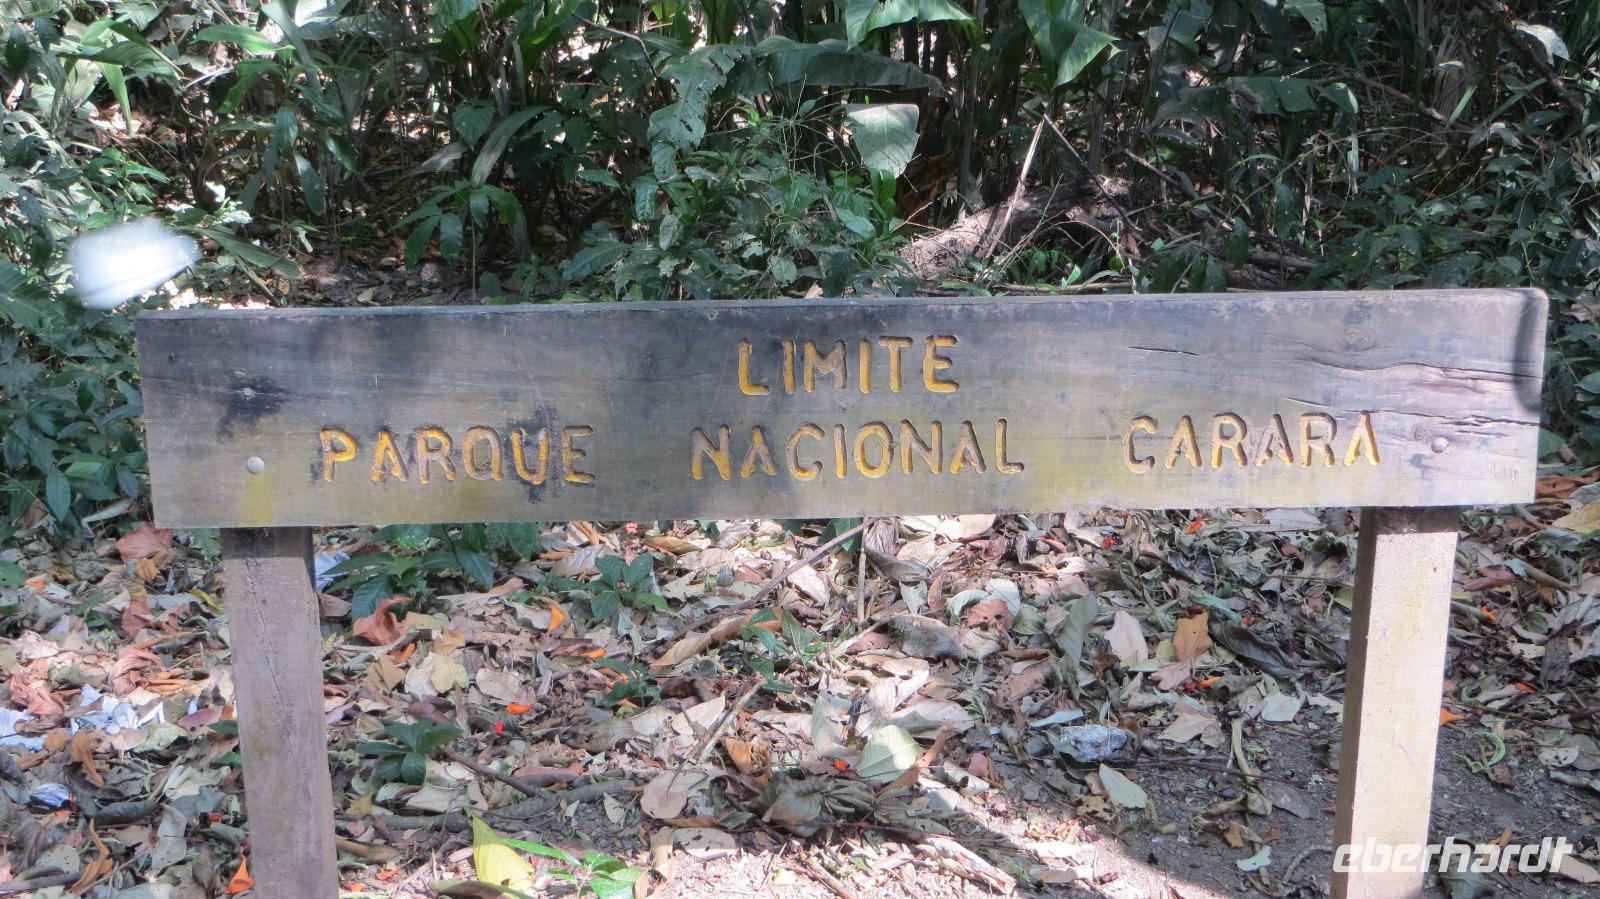 LIMITE
PARQUE NACIONAL CARARA
eberhardt